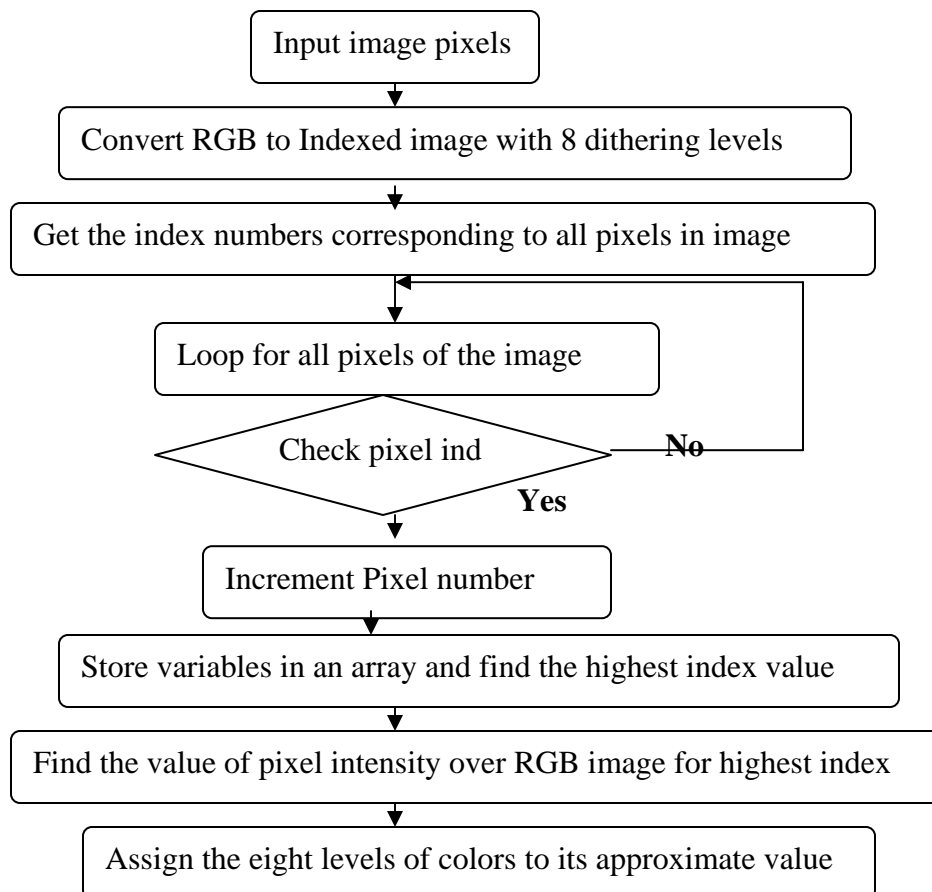 Input image pixels
Convert RGB to Indexed image with 8 dithering levels
Get the index numbers corresponding to all pixels in image
Loop for all pixels of the image
Check pixel ind
No
Yes
Increment Pixel number
Store variables in an array and find the highest index value
Find the value of pixel intensity over RGB image for highest index
Assign the eight levels of colors to its approximate value